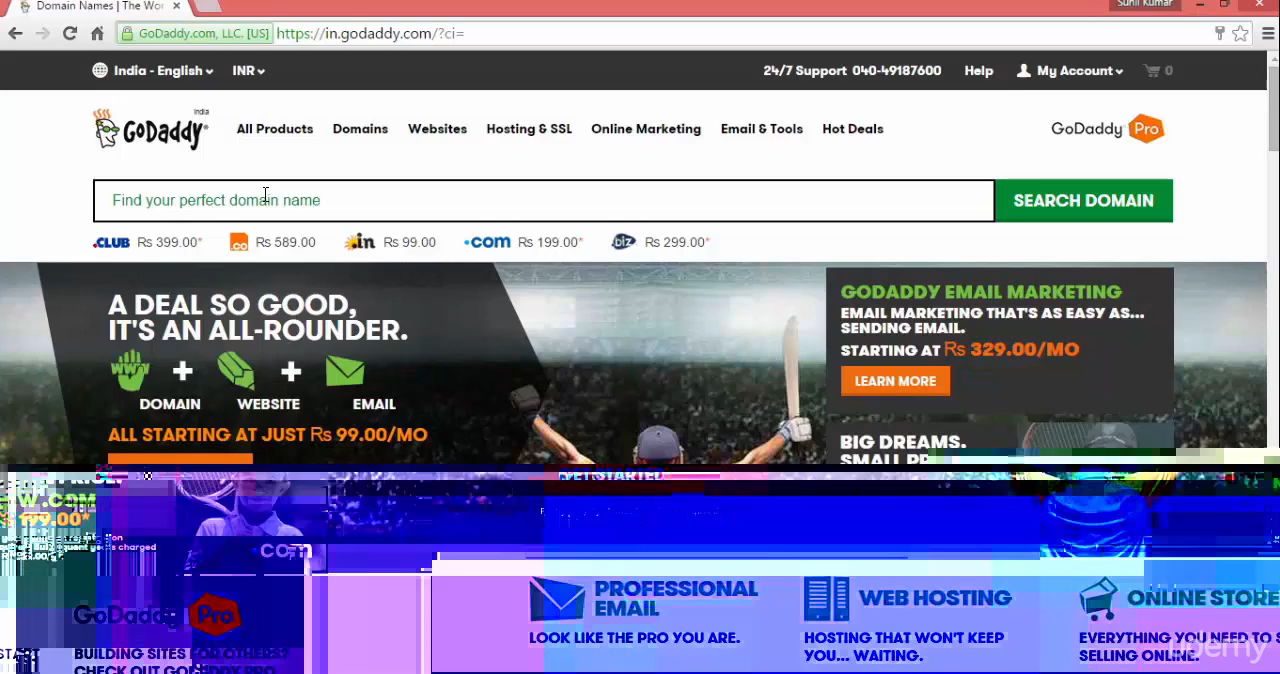 Domain Names | The Wor
Sunil Kumar
GoDaddy.com, LLC. [US] https://in.godaddy.com/?ci=
India - English INR 24/7 Support 040-49187600 Help My Account 0
India
GoDaddy All Products Domains Websites Hosting & SSL Online Marketing Email & Tools Hot Deals GoDaddy Pro
Find your perfect domain name SEARCH DOMAIN
.CLUB Rs 399.00* .co Rs 589.00 .in Rs 99.00 .com Rs 199.00* .biz Rs 299.00*
A DEAL SO GOOD,
IT'S AN ALL-ROUNDER.
DOMAIN + WEBSITE + EMAIL
ALL STARTING AT JUST Rs 99.00/MO
GODADDY EMAIL MARKETING
EMAIL MARKETING THAT'S AS EASY AS...
SENDING EMAIL.
STARTING AT Rs 329.00/MO
LEARN MORE
BIG DREAMS.
GET STARTED
W.COM
199.00*
charged
COM
GoDaddy Pro
BUILDING SITES FOR OTHERS?
CHECK OUT GODADDY PRO
PROFESSIONAL
EMAIL
LOOK LIKE THE PRO YOU ARE.
WEB HOSTING
HOSTING THAT WON'T KEEP
YOU... WAITING.
ONLINE STORE
EVERYTHING YOU NEED TO S
SELLING ONLINE.
udemy